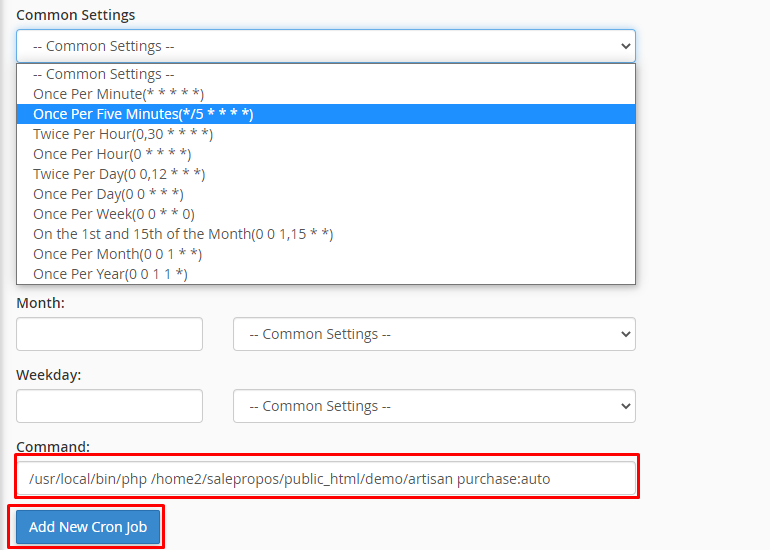 Common Settings
-- Common Settings --
-- Common Settings --
Once Per Minute(* * * * *)
Once Per Five Minutes(*/5 * * * *)
Twice Per Hour(0,30 * * * *)
Once Per Hour(0 * * * *)
Twice Per Day(0 0,12 * * *)
Once Per Day(0 0 * * *)
Once Per Week(0 0 * * 0)
On the 1st and 15th of the Month(0 0 1,15 * *)
Once Per Month(0 0 1 * *)
Once Per Year(0 0 1 1 *)
Month:
-- Common Settings --
Weekday:
-- Common Settings --
Command:
/usr/local/bin/php /home2/salepropos/public_html/demo/artisan purchase:auto
Add New Cron Job